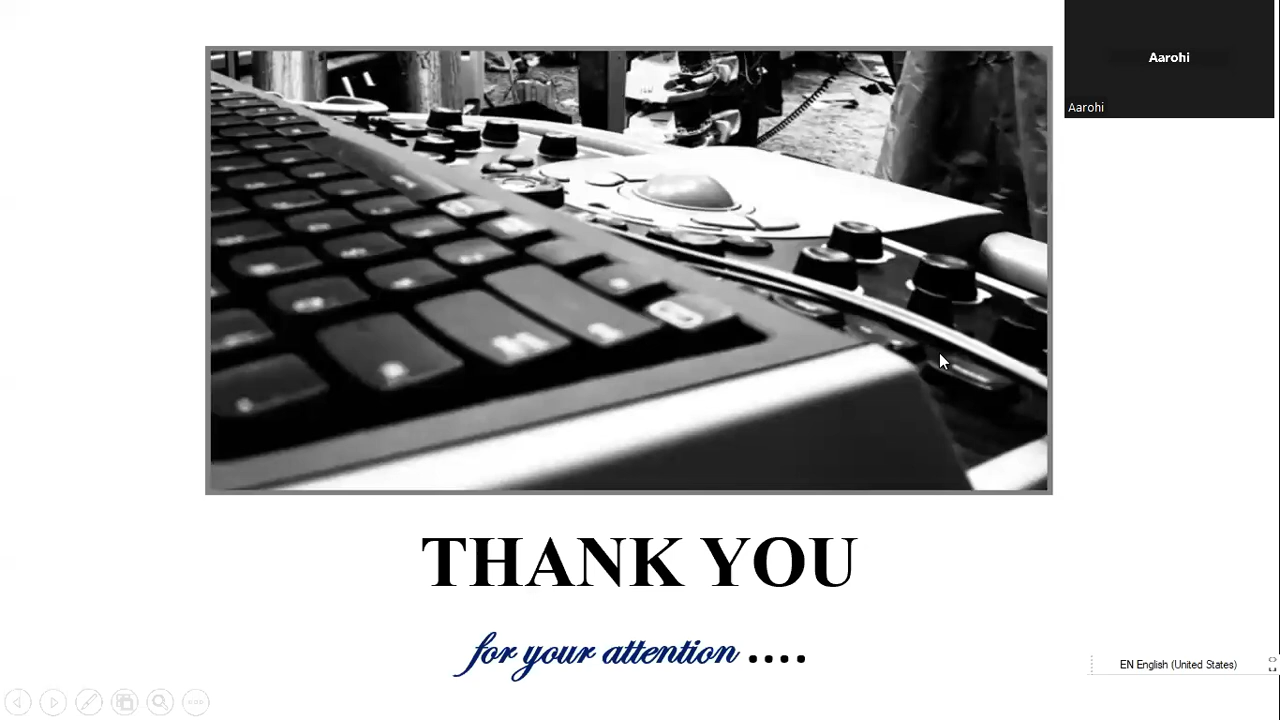 Aarohi
Aarohi
THANK YOU
for your attention ....
EN English (United States)